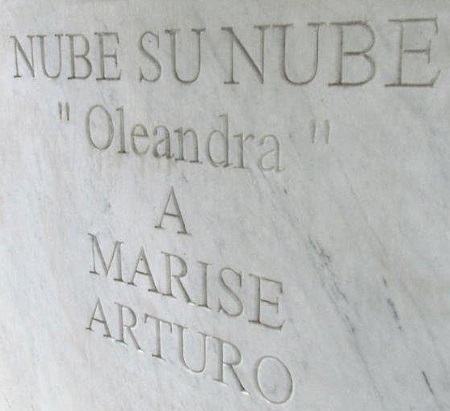 NUBE SU NUBE
" Oleandra "
A
MARISE
ARTURO